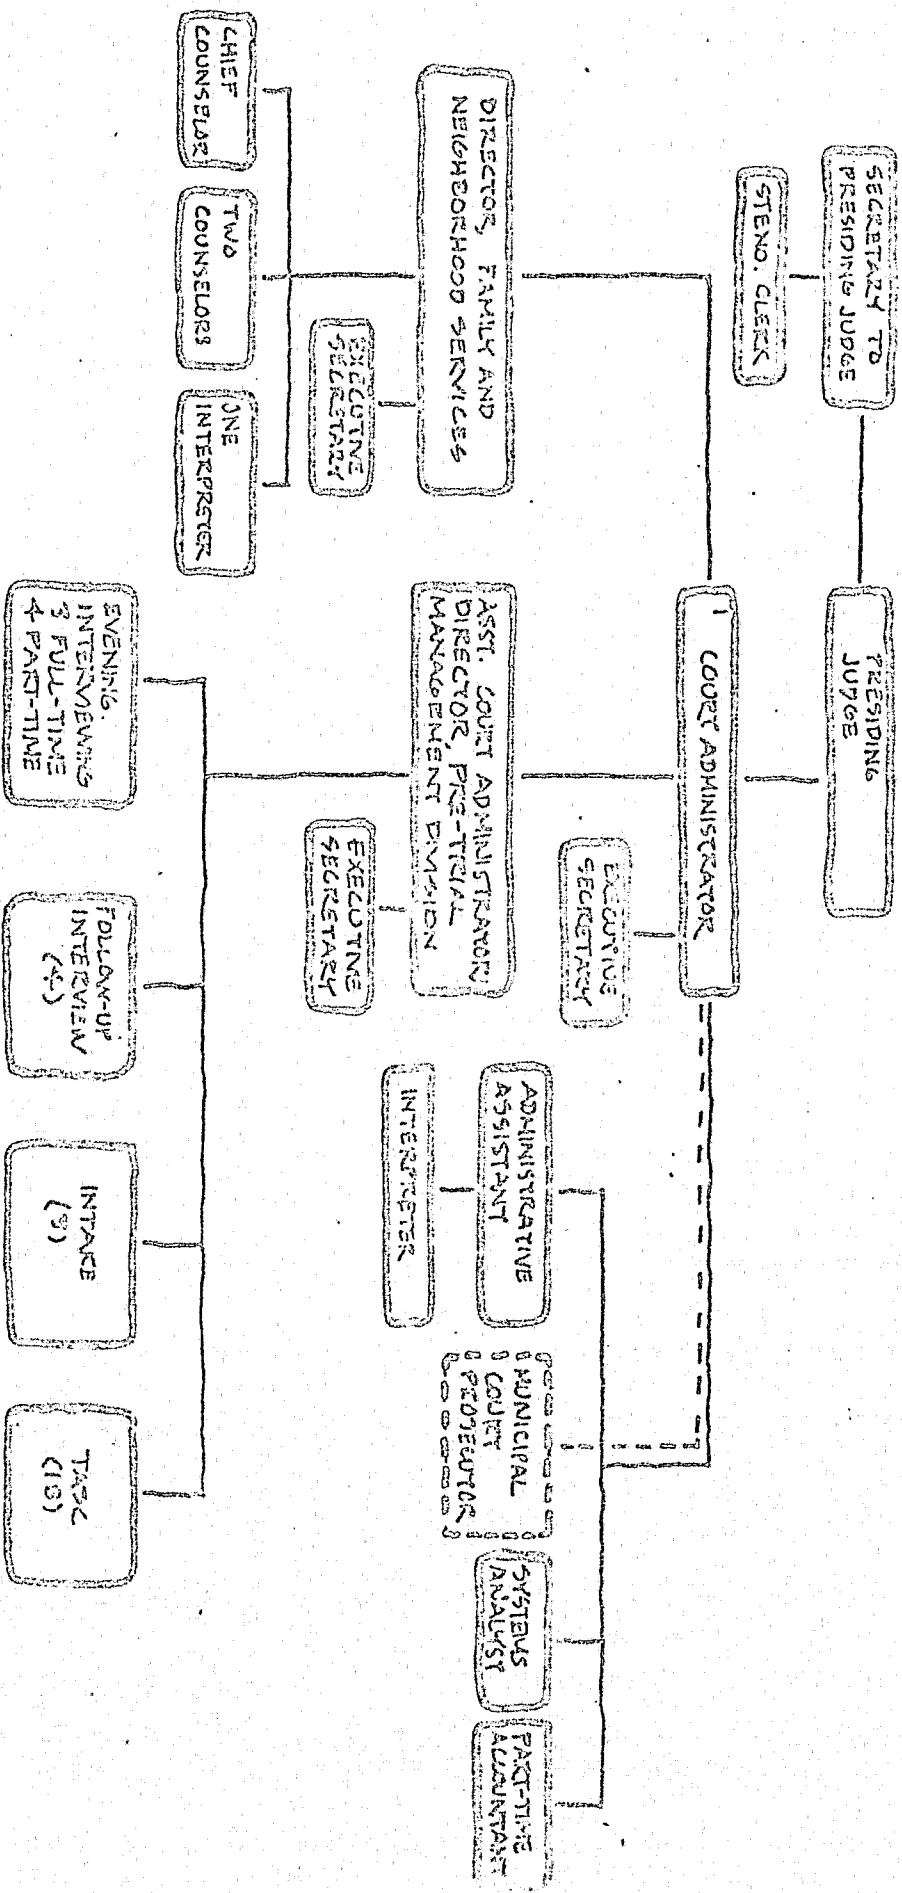 SECRETARY TO
PRESIDING JUDGE
PRESIDING
JUDGE
STENO. CLERK
1
COURT ADMINISTRATOR
EXECUTIVE
SECRETARY
DIRECTOR, FAMILY AND
NEIGHBORHOOD SERVICES
EXECUTIVE
SECRETARY
ASST. COURT ADMINISTRATOR
DIRECTOR, PRE-TRIAL
MANAGEMENT DIVISION
EXECUTIVE
SECRETARY
ADMINISTRATIVE
ASSISTANT
INTERPRETER
MUNICIPAL
COURT
PROSECUTOR
SYSTEMS
ANALYST
PART-TIME
ACCOUNTANT
CHIEF
COUNSELOR
TWO
COUNSELORS
ONE
INTERPRETER
EVENING.
INTERVIEWING
3 FULL-TIME
4 PART-TIME
FOLLOW-UP
INTERVIEW
(4)
INTAKE
(9)
TASC